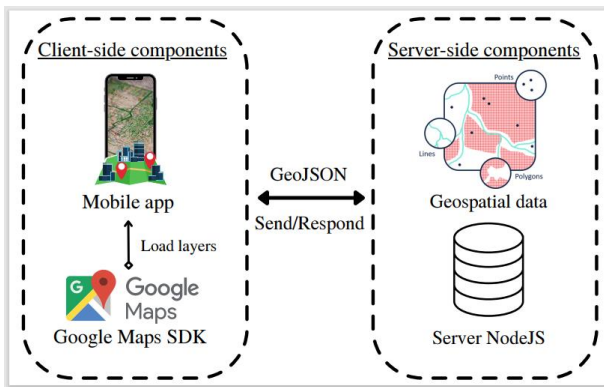 Client-side components
Mobile app
Load layers
G
Google
Maps
Google Maps SDK
GeoJSON
Send/Respond
Server-side components
Points
Lines
Polygons
Geospatial data
Server NodeJS